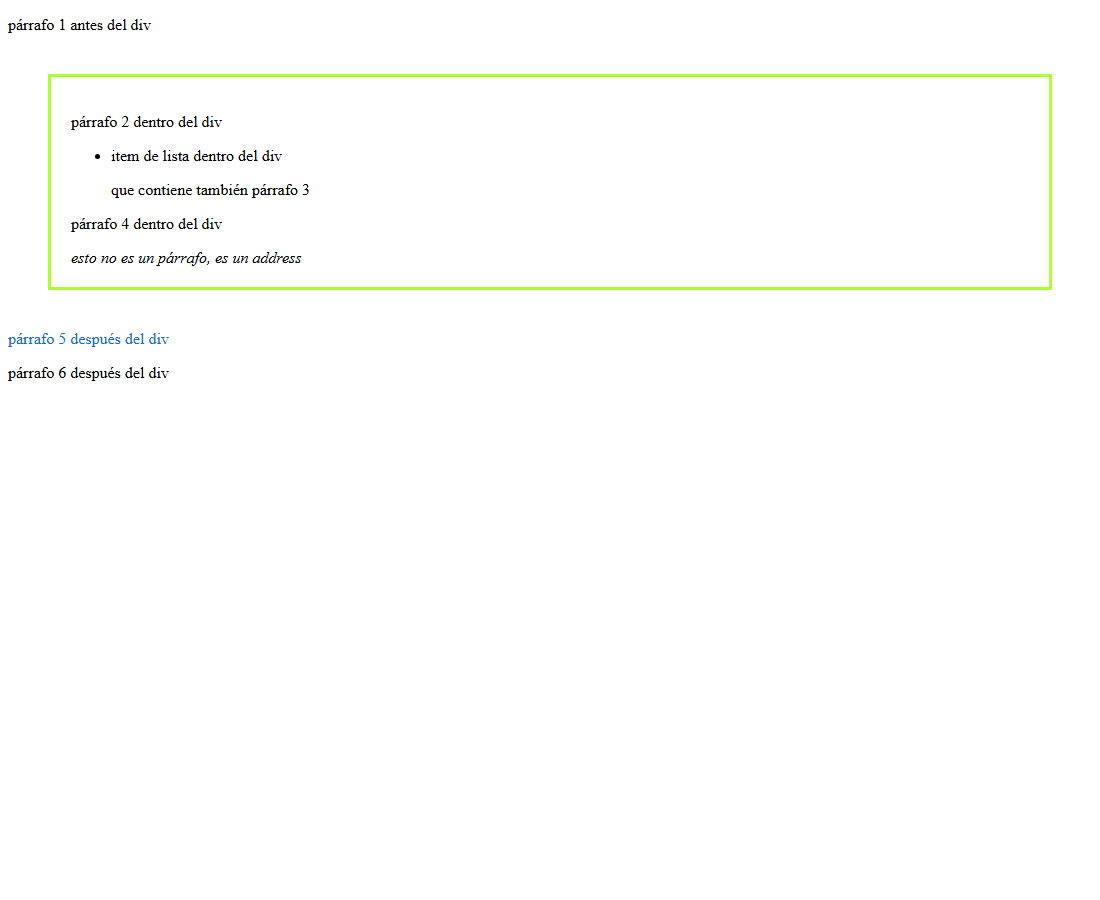 párrafo 1 antes del div
párrafo 2 dentro del div
item de lista dentro del div
que contiene también párrafo 3
párrafo 4 dentro del div
esto no es un párrafo, es un address
párrafo 5 después del div
párrafo 6 después del div